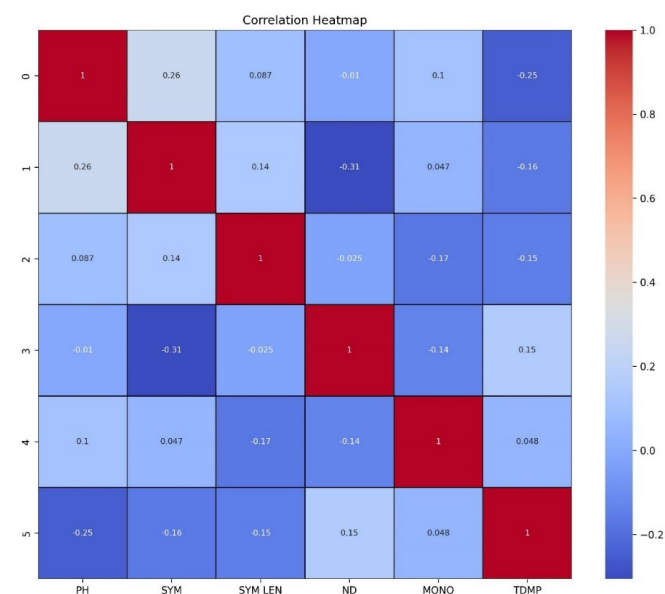 Correlation Heatmap
0 1 0.26 0.087 -0.01 0.1 -0.25
1 0.26 1 0.14 -0.31 0.047 -0.16
2 0.087 0.14 1 -0.025 -0.17 -0.15
3 -0.01 -0.31 -0.025 1 -0.14 0.15
4 0.1 0.047 -0.17 -0.14 1 0.048
5 -0.25 -0.16 -0.15 0.15 0.048 1
PH SYM SYM LEN ND MONO TDMP
1.0
0.8
0.6
0.4
0.2
0.0
-0.2